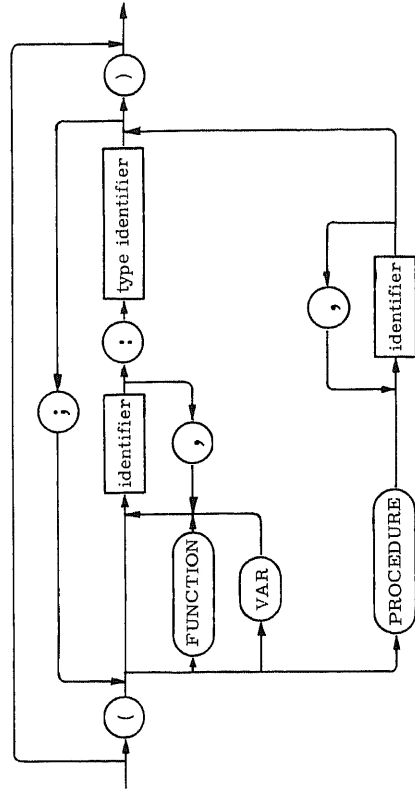 ;
(
identifier
:
type identifier
)
,
FUNCTION
VAR
,
PROCEDURE
identifier